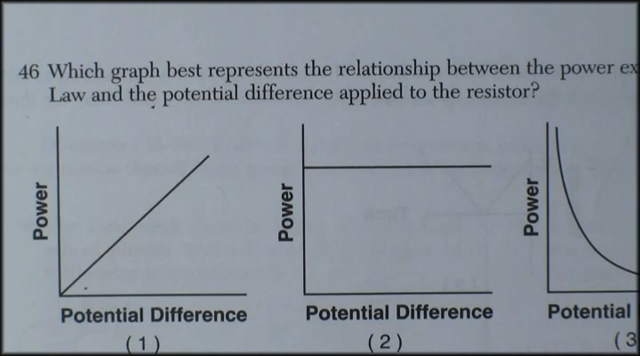 46 Which graph best represents the relationship between the power ex
Law and the potential difference applied to the resistor?
Power
Power
Power
Potential Difference
Potential Difference
Potential
(1)
(2)
(3